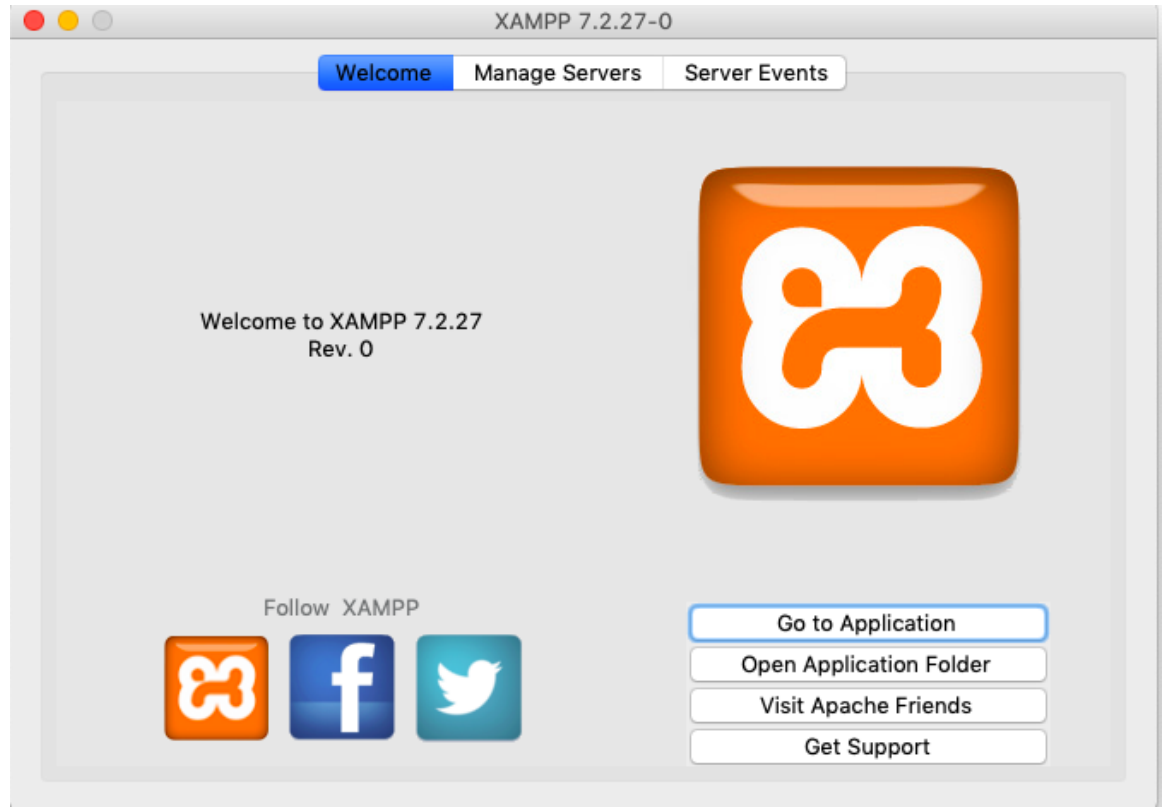 XAMPP 7.2.27-0
Welcome Manage Servers Server Events
Welcome to XAMPP 7.2.27
Rev. 0
Follow XAMPP
Go to Application
Open Application Folder
Visit Apache Friends
Get Support